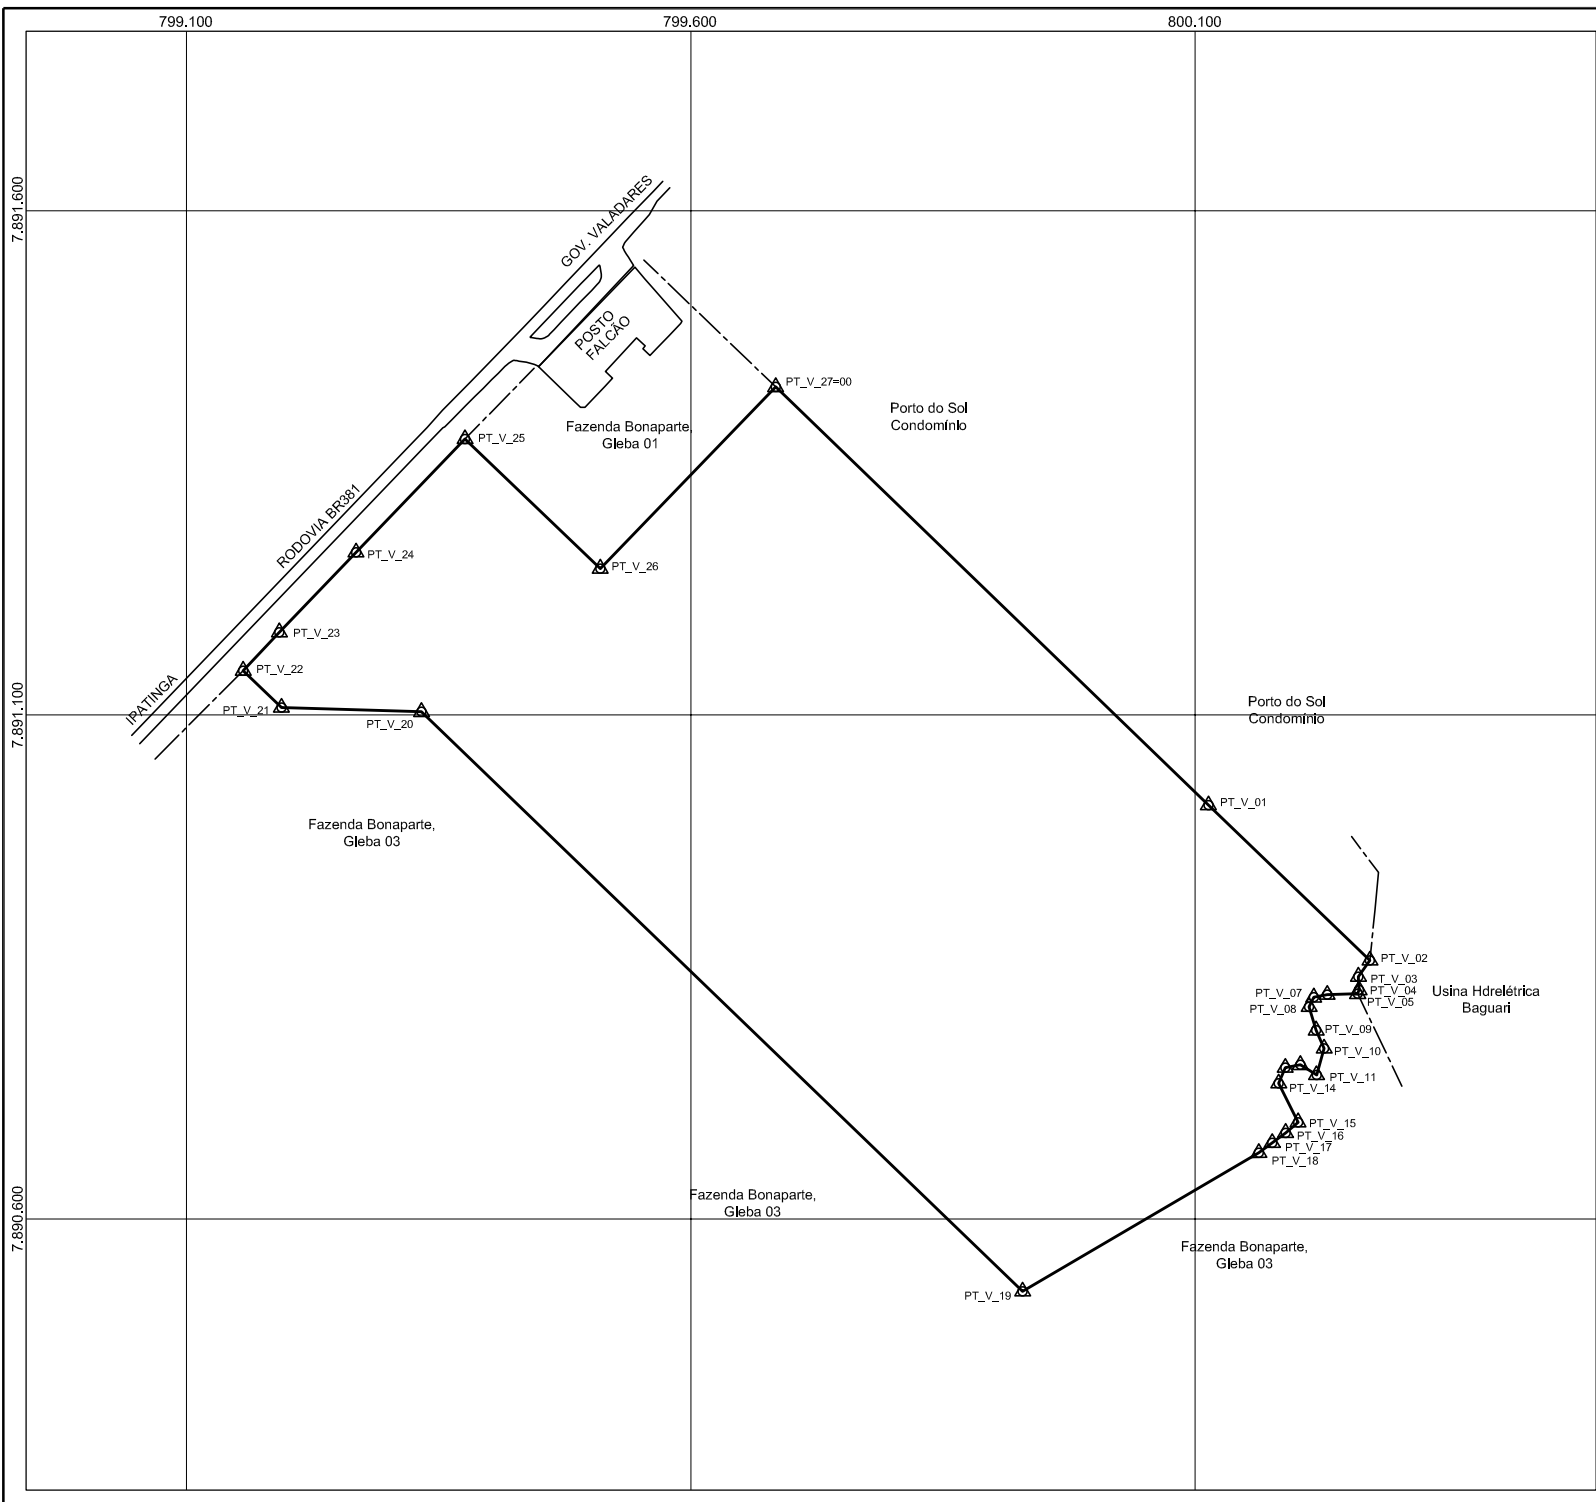 799.100
799.600
800.100
7.891.600
GOV. VALADARES
POSTO
FALCÃO
PT_V_27=00
Porto do Sol
Condomínio
Fazenda Bonaparte,
Gleba 01
PT_V_25
RODOVIA BR381
PT_V_24
PT_V_26
PT_V_23
PT_V_22
IPATINGA
7.891.100
PT_V_21
PT_V_20
Porto do Sol
Condomínio
PT_V_01
Fazenda Bonaparte,
Gleba 03
PT_V_02
PT_V_03
PT_V_04
PT_V_05
Usina Hdrelétrica
Baguari
PT_V_07
PT_V_08
PT_V_09
PT_V_10
PT_V_11
PT_V_14
PT_V_15
PT_V_16
PT_V_17
PT_V_18
7.890.600
Fazenda Bonaparte,
Gleba 03
Fazenda Bonaparte,
Gleba 03
PT_V_19